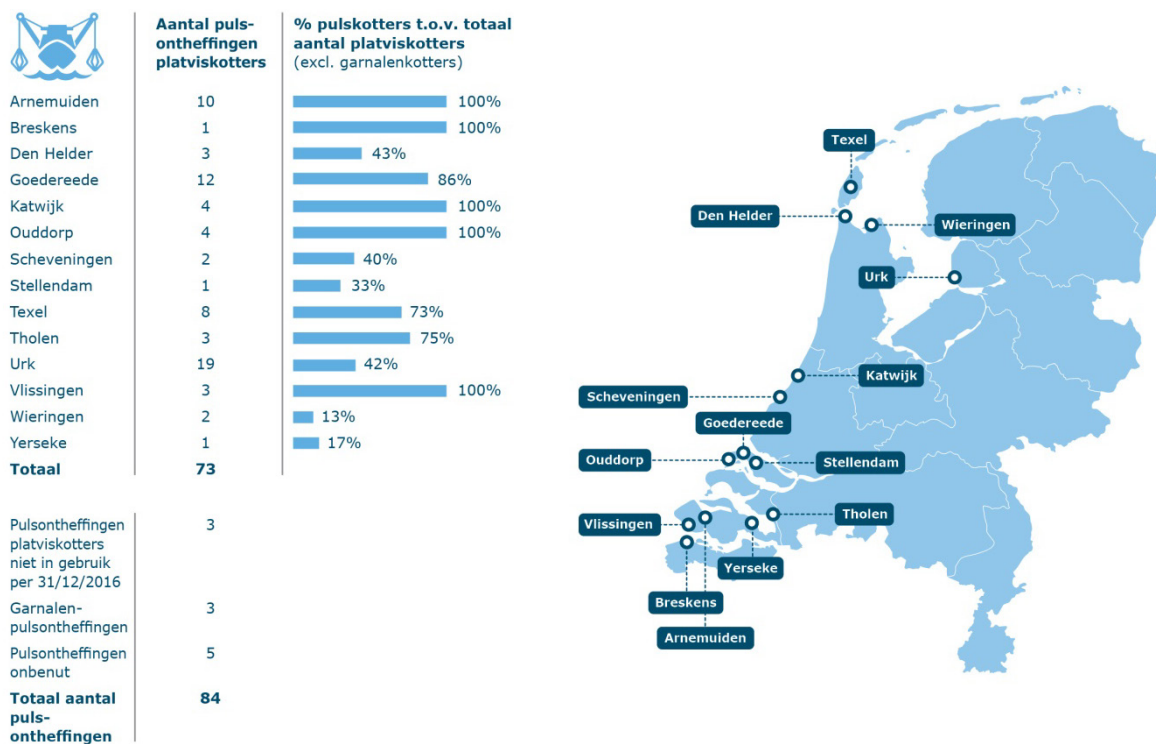 Aantal puls-
ontheffingen
platviskotters
% pulskotters t.o.v. totaal
aantal platviskotters
(excl. garnalenkotters)
Arnemuiden 10 100%
Breskens 1 100%
Den Helder 3 43%
Goedereede 12 86%
Katwijk 4 100%
Ouddorp 4 100%
Scheveningen 2 40%
Stellendam 1 33%
Texel 8 73%
Tholen 3 75%
Urk 19 42%
Vlissingen 3 100%
Wieringen 2 13%
Yerseke 1 17%
Totaal 73
Pulsontheffingen 3
platviskotters
niet in gebruik
per 31/12/2016
Garnalen- 3
pulsontheffingen
Pulsontheffingen 5
onbenut
Totaal aantal 84
puls-
ontheffingen
Texel
Den Helder
Wieringen
Urk
Katwijk
Scheveningen
Goedereede
Ouddorp
Stellendam
Tholen
Vlissingen
Yerseke
Breskens
Arnemuiden